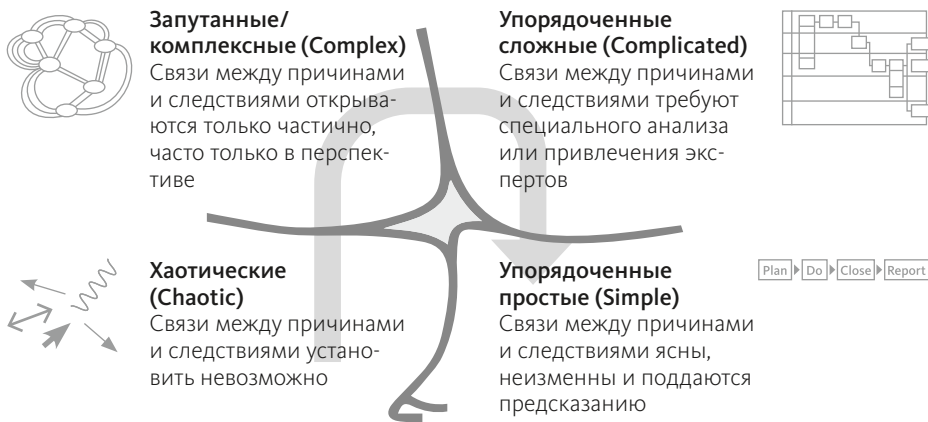 Запутанные/
комплексные (Complex)
Связи между причинами
и следствиями открыва-
ются только частично,
часто только в перспек-
тиве
Упорядоченные
сложные (Complicated)
Связи между причинами
и следствиями требуют
специального анализа
или привлечения экс-
пертов
Хаотические
(Chaotic)
Связи между причинами
и следствиями устано-
вить невозможно
Упорядоченные
простые (Simple)
Связи между причинами
и следствиями ясны,
неизменны и поддаются
предсказанию
Plan Do Close Report